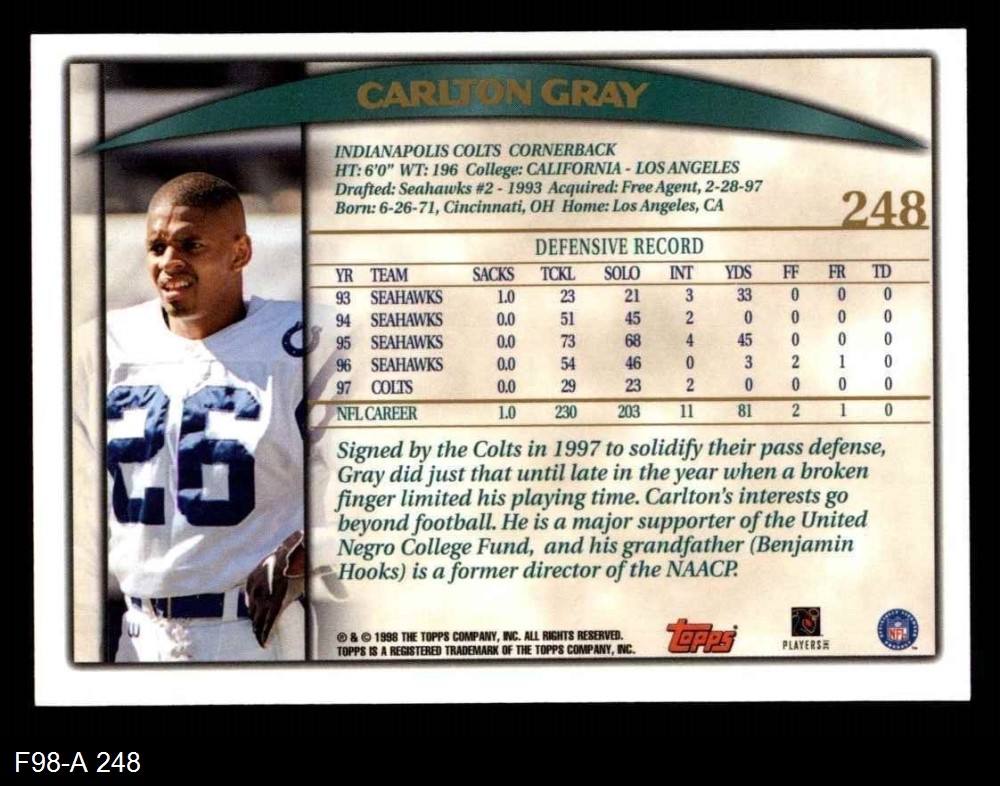 CARLTON GRAY
INDIANAPOLIS COLTS CORNERBACK
HT: 6'0" WT: 196 College: CALIFORNIA - LOS ANGELES
Drafted: Seahawks #2 - 1993 Acquired: Free Agent, 2-28-97
Born: 6-26-71, Cincinnati, OH Home: Los Angeles, CA
248
DEFENSIVE RECORD
YR TEAM SACKS TCKL SOLO INT YDS FF FR TD
93 SEAHAWKS 1.0 23 21 3 33 0 0 0
94 SEAHAWKS 0.0 51 45 2 0 0 0 0
95 SEAHAWKS 0.0 73 68 4 45 0 0 0
96 SEAHAWKS 0.0 54 46 0 3 2 1 0
97 COLTS 0.0 29 23 2 0 0 0 0
NFL CAREER 1.0 230 203 11 81 2 1 0
Signed by the Colts in 1997 to solidify their pass defense,
Gray did just that until late in the year when a broken
finger limited his playing time. Carlton's interests go
beyond football. He is a major supporter of the United
Negro College Fund, and his grandfather (Benjamin
Hooks) is a former director of the NAACP.
26
® & © 1998 THE TOPPS COMPANY, INC. ALL RIGHTS RESERVED.
TOPPS IS A REGISTERED TRADEMARK OF THE TOPPS COMPANY, INC.
topps
PLAYERS
NFL
F98-A 248